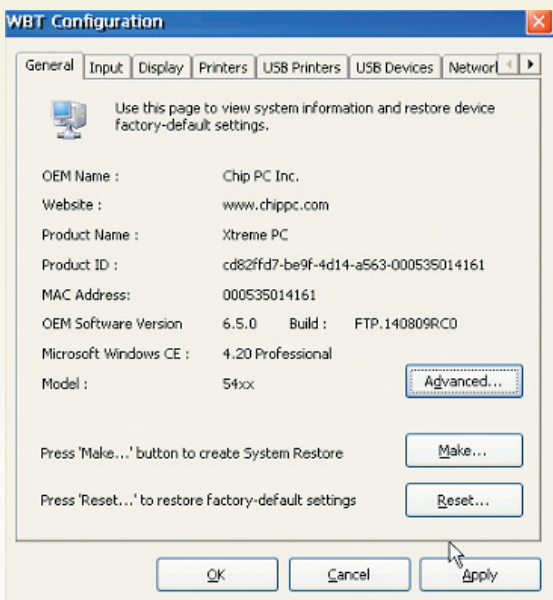 WBT Configuration
General Input Display Printers USB Printers USB Devices
Use this page to view system information and restore device
factory-default settings.
OEM Name : Chip PC Inc.
Website : www.chippc.com
Product Name : Xtreme PC
Product ID : cd82ffd7-be9f-4d14-a563-000535014161
MAC Address: 000535014161
OEM Software Version 6.5.0 Build : FTP.140809RC0
Microsoft Windows CE : 4.20 Professional
Model : 54xx
Advanced...
Press 'Make...' button to create System Restore
Make...
Press 'Reset...' to restore factory-default settings
Reset...
OK Cancel Apply